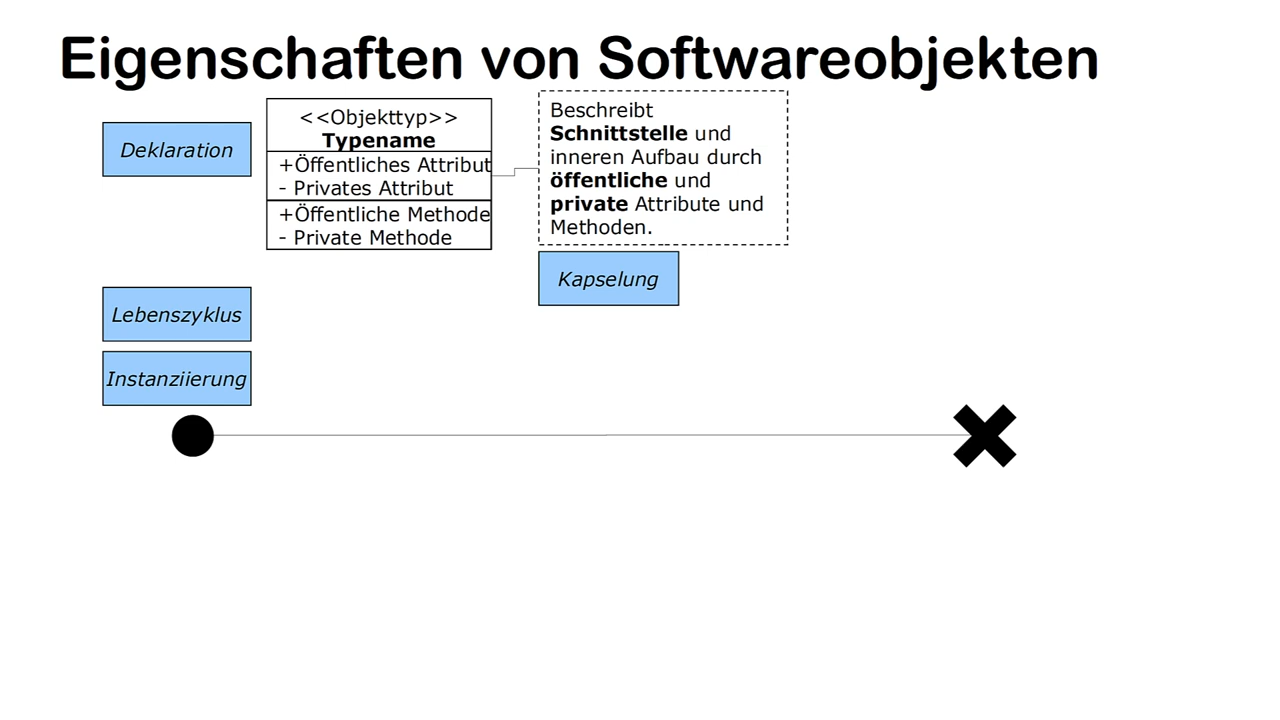 Eigenschaften von Softwareobjekten
Deklaration
<<Objekttyp>>
Typename
+Öffentliches Attribut
- Privates Attribut
+Öffentliche Methode
- Private Methode
Beschreibt
Schnittstelle und
inneren Aufbau durch
öffentliche und
private Attribute und
Methoden.
Kapselung
Lebenszyklus
Instanziierung